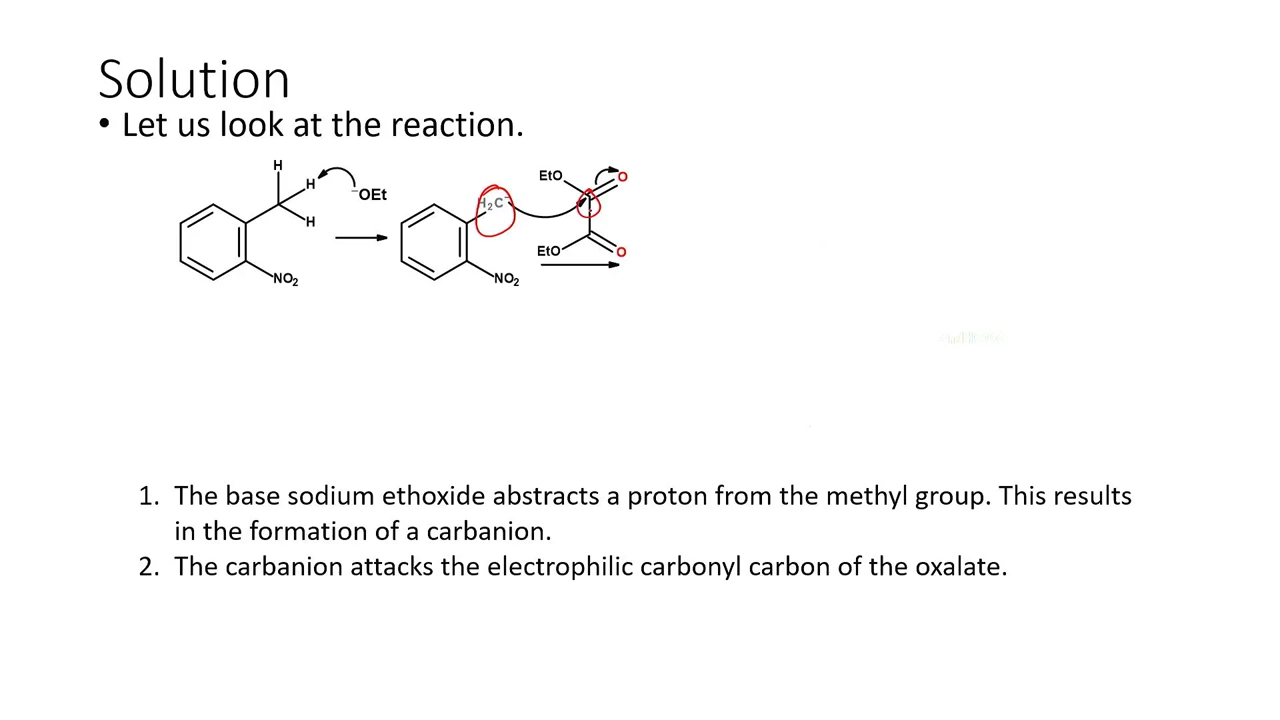 Solution
• Let us look at the reaction.
H
H
H
⁻OEt
NO₂
H₂C⁻
NO₂
EtO
O
EtO
O
1. The base sodium ethoxide abstracts a proton from the methyl group. This results
in the formation of a carbanion.
2. The carbanion attacks the electrophilic carbonyl carbon of the oxalate.